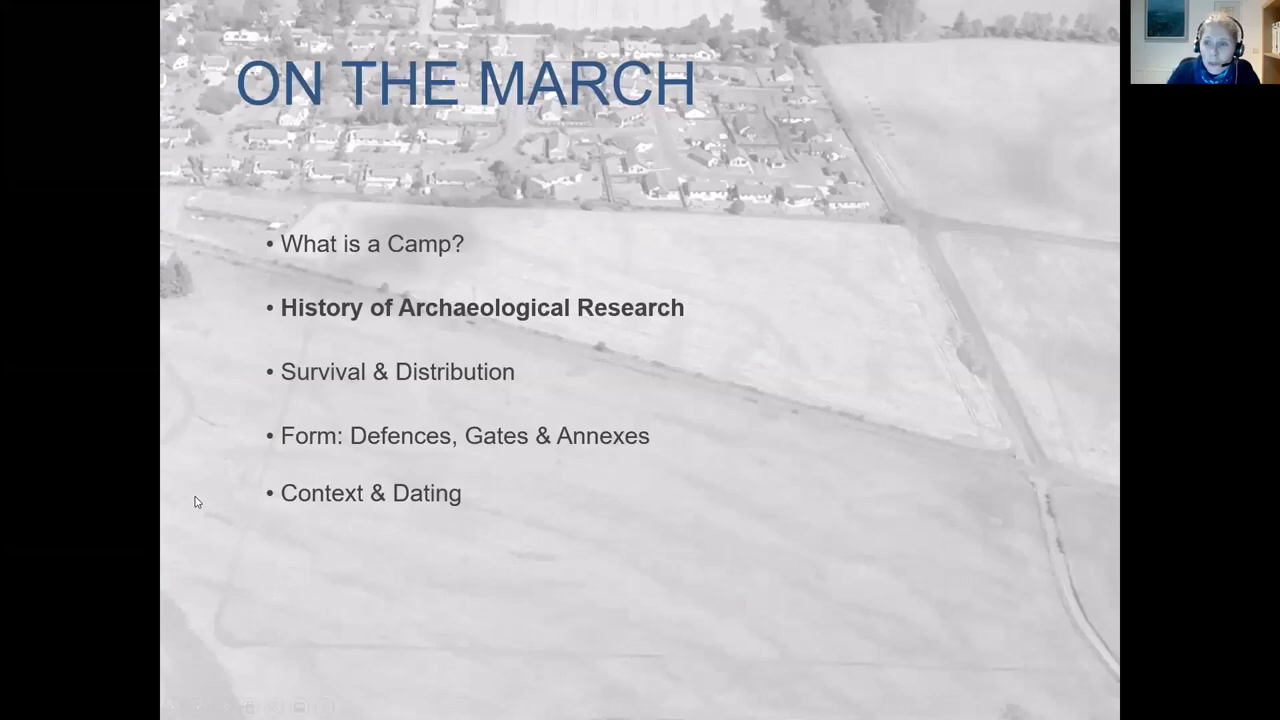 ON THE MARCH
• What is a Camp?
• History of Archaeological Research
• Survival & Distribution
• Form: Defences, Gates & Annexes
• Context & Dating